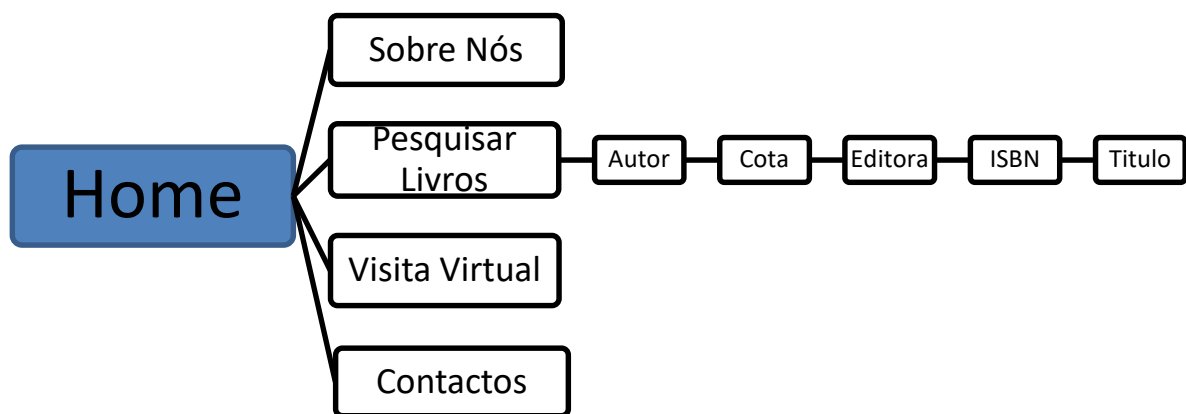 Home
Sobre Nós
Pesquisar
Livros
Autor
Cota
Editora
ISBN
Titulo
Visita Virtual
Contactos